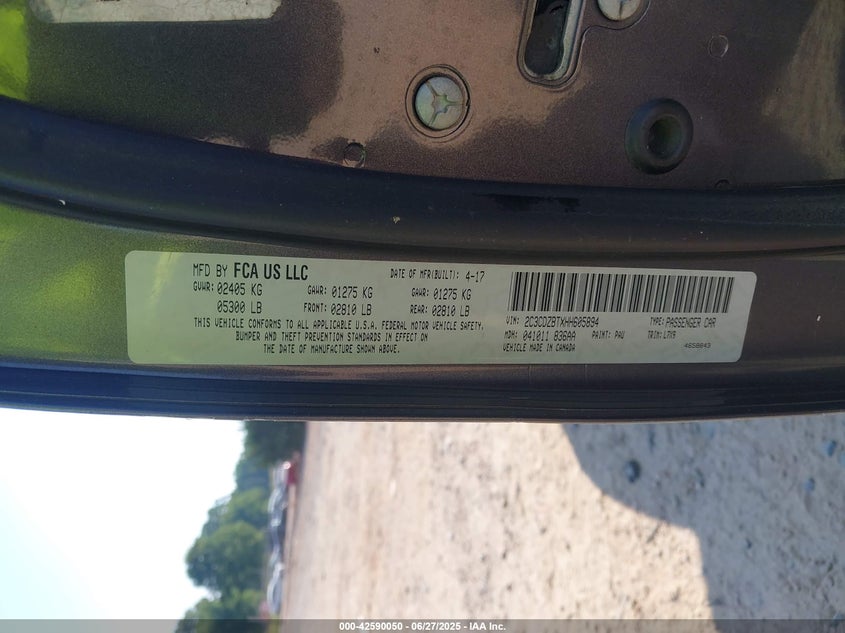 MFD BY FCA US LLC
DATE OF MFR(BUILT): 4-17
GVWR: 02405 KG GAWR: 01275 KG GAWR: 01275 KG
05300 LB FRONT: 02810 LB REAR: 02810 LB
THIS VEHICLE CONFORMS TO ALL APPLICABLE U.S.A. FEDERAL MOTOR VEHICLE SAFETY,
BUMPER AND THEFT PREVENTION STANDARDS IN EFFECT ON
THE DATE OF MANUFACTURE SHOWN ABOVE.
VIN: 2C3CDZBTXHH605894 TYPE: PASSENGER CAR
MDH: 041011 836AA PAINT: PAU TRIM: LPX9
VEHICLE MADE IN CANADA 4658843
000-42590050 - 06/27/2025 - IAA Inc.